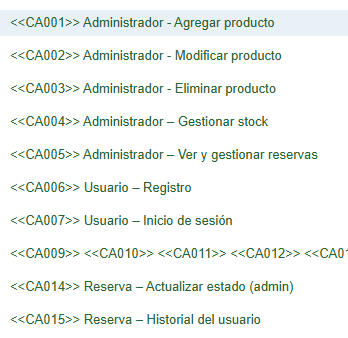 <<CA001>> Administrador - Agregar producto
<<CA002>> Administrador - Modificar producto
<<CA003>> Administrador - Eliminar producto
<<CA004>> Administrador – Gestionar stock
<<CA005>> Administrador – Ver y gestionar reservas
<<CA006>> Usuario – Registro
<<CA007>> Usuario – Inicio de sesión
<<CA009>> <<CA010>> <<CA011>> <<CA012>> <<CA01
<<CA014>> Reserva – Actualizar estado (admin)
<<CA015>> Reserva – Historial del usuario